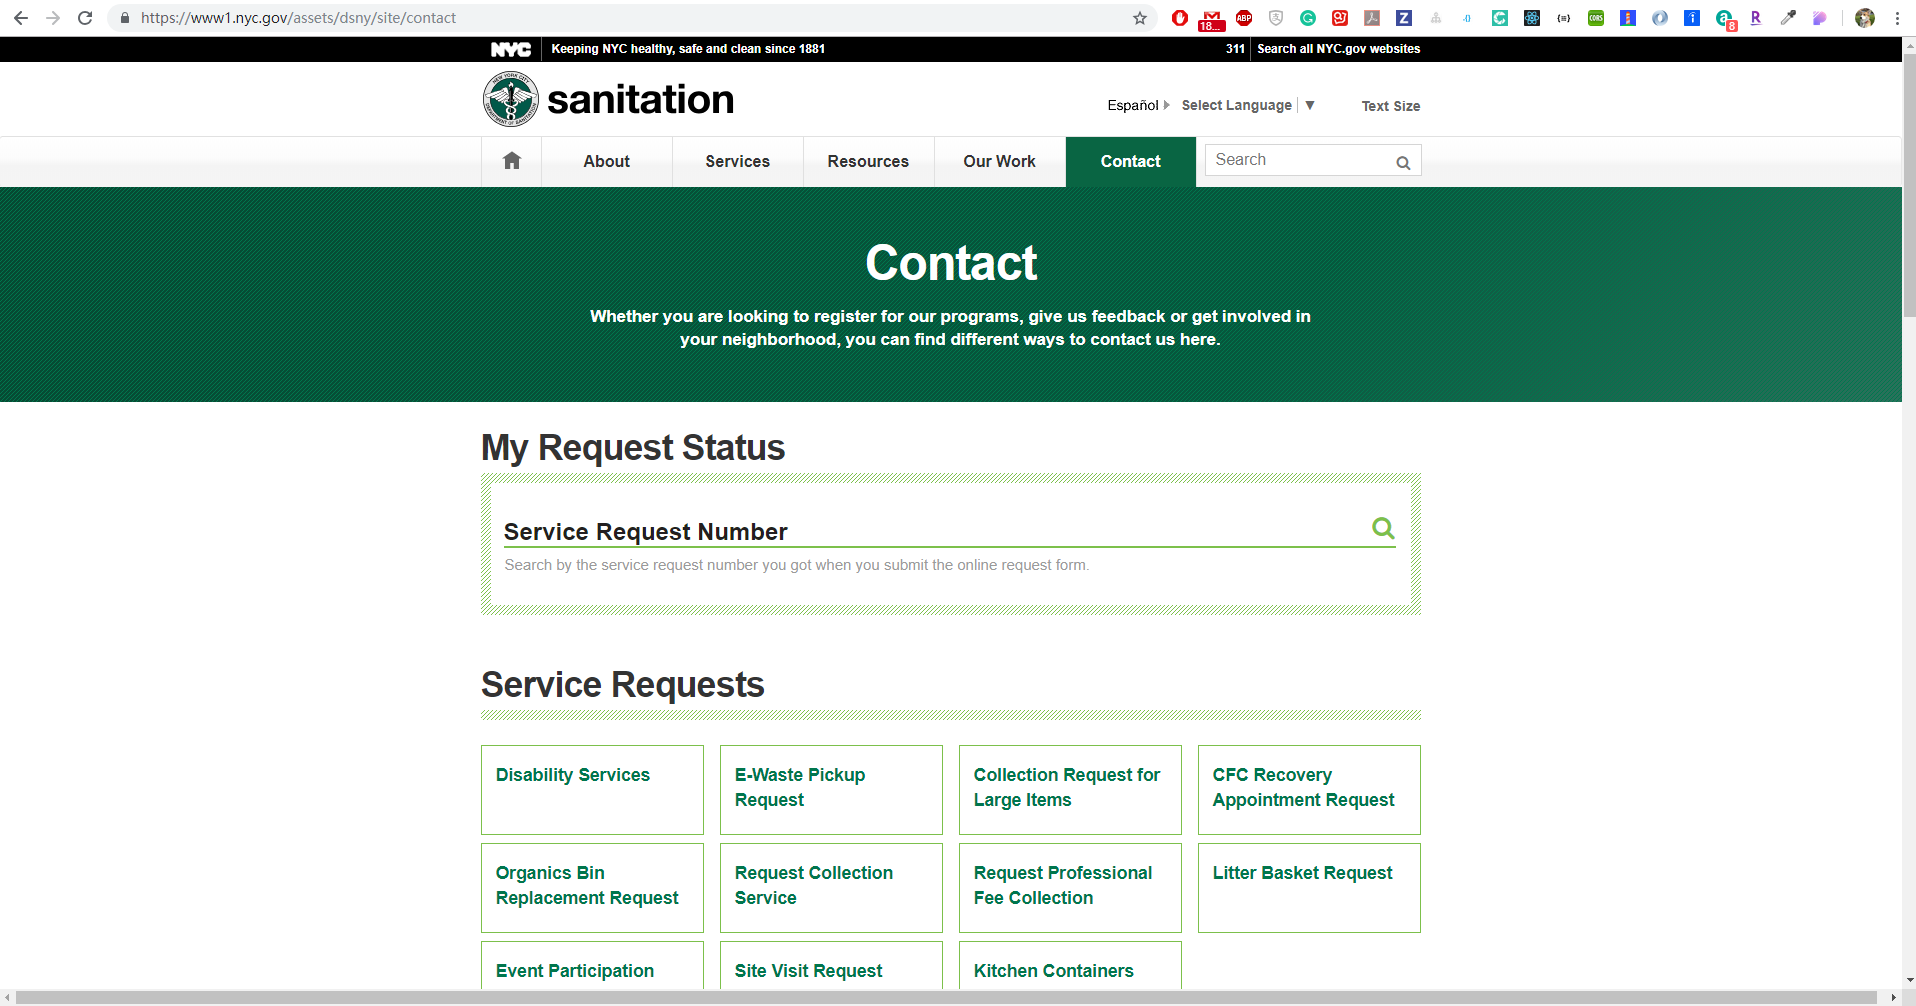 https://www1.nyc.gov/assets/dsny/site/contact
NYC Keeping NYC healthy, safe and clean since 1881 311 Search all NYC.gov websites
sanitation
Español Select Language ▼ Text Size
About Services Resources Our Work Contact Search
Contact
Whether you are looking to register for our programs, give us feedback or get involved in
your neighborhood, you can find different ways to contact us here.
My Request Status
Service Request Number
Search by the service request number you got when you submit the online request form.
Service Requests
Disability Services
E-Waste Pickup
Request
Collection Request for
Large Items
CFC Recovery
Appointment Request
Organics Bin
Replacement Request
Request Collection
Service
Request Professional
Fee Collection
Litter Basket Request
Event Participation
Site Visit Request
Kitchen Containers